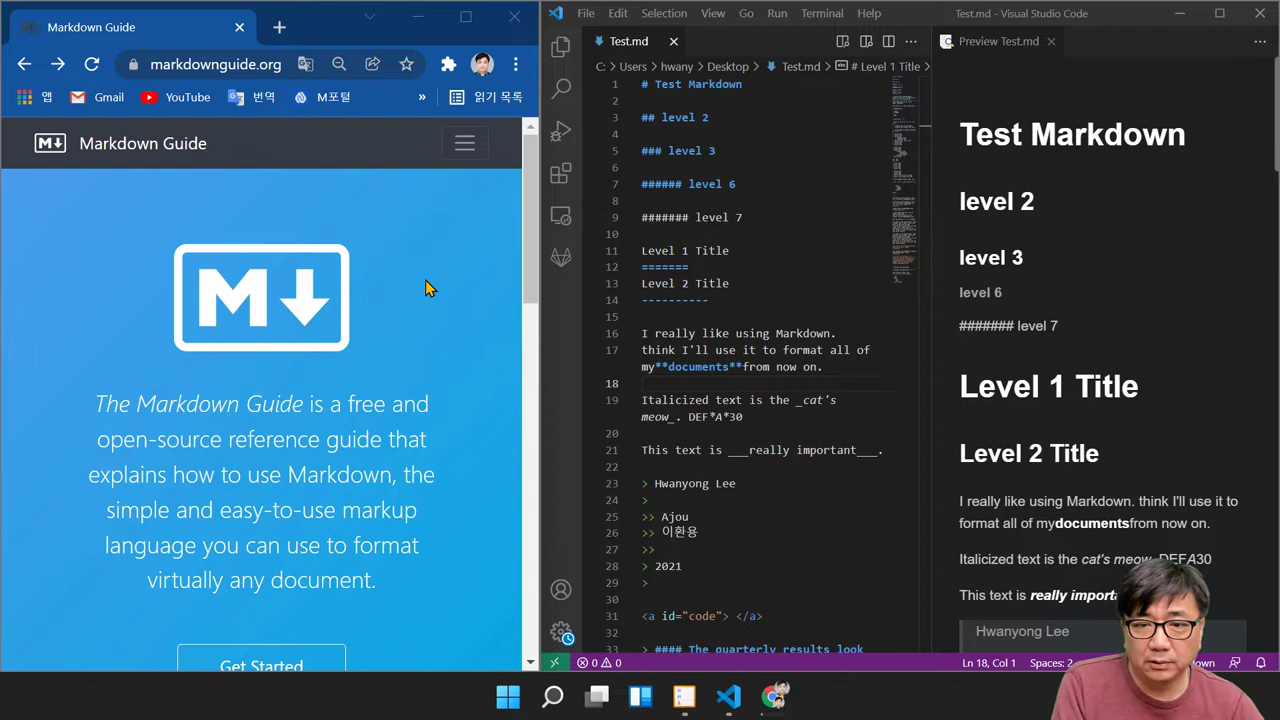 Markdown Guide
markdownguide.org
앱
Gmail
YouTube
번역
M포털
»
읽기 목록
Markdown Guide
M
The Markdown Guide is a free and
open-source reference guide that
explains how to use Markdown, the
simple and easy-to-use markup
language you can use to format
virtually any document.
Get Started
File Edit Selection View Go Run Terminal Help
Test.md - Visual Studio Code
Test.md
C: > Users > hwany > Desktop > Test.md > # Level 1 Title >
1 # Test Markdown
2
3 ## level 2
4
5 ### level 3
6
7 ###### level 6
8
9 ####### level 7
10
11 Level 1 Title
12 =======
13 Level 2 Title
14 ----------
15
16 I really like using Markdown.
17 think I'll use it to format all of
my**documents**from now on.
18
19 Italicized text is the _cat's
meow_. DEF*A*30
20
21 This text is ___really important___.
22
23 > Hwanyong Lee
24 >
25 >> Ajou
26 >> 이환용
27 >>
28 > 2021
29 >
30
31 <a id="code"> </a>
32
33 > #### The quarterly results look
0 0
Ln 18, Col 1
Spaces: 2
Preview Test.md
Test Markdown
level 2
level 3
level 6
####### level 7
Level 1 Title
Level 2 Title
I really like using Markdown. think I'll use it to
format all of mydocumentsfrom now on.
Italicized text is the cat's meow. DEFA30
This text is really importa
Hwanyong Lee